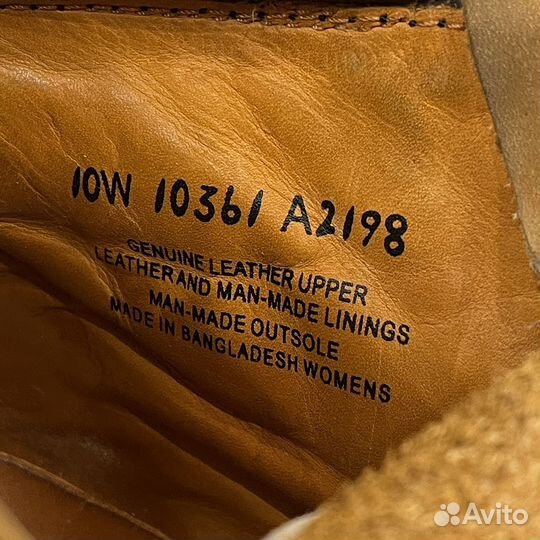 10W 10361 A2198
GENUINE LEATHER UPPER
LEATHER AND MAN-MADE LININGS
MAN-MADE OUTSOLE
MADE IN BANGLADESH WOMENS
Avito